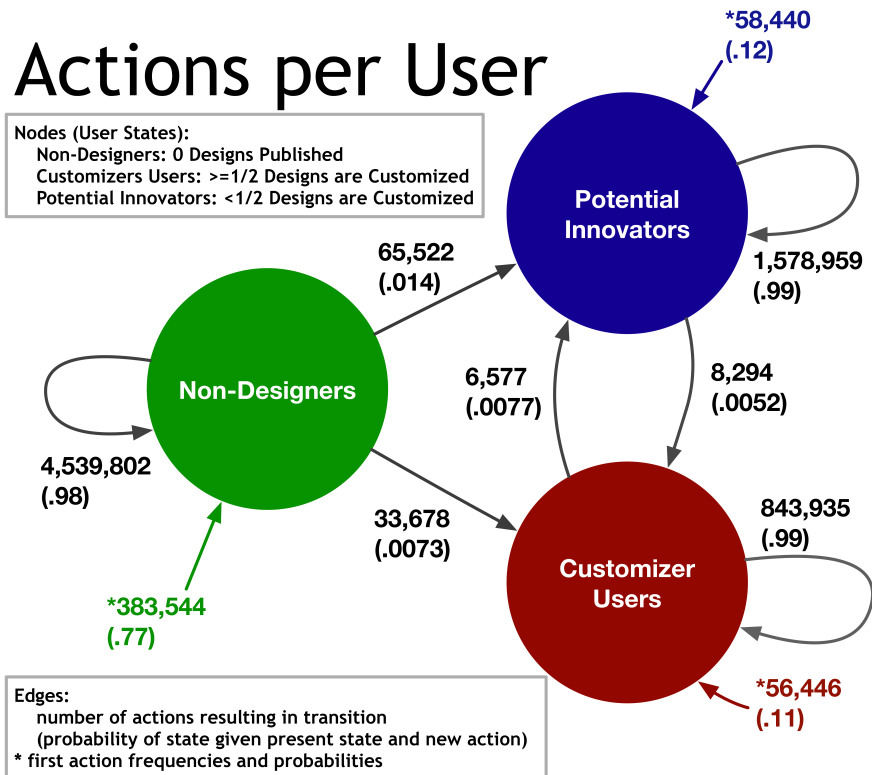 Actions per User
*58,440
(.12)
Nodes (User States):
Non-Designers: 0 Designs Published
Customizers Users: >=1/2 Designs are Customized
Potential Innovators: <1/2 Designs are Customized
Potential
Innovators
65,522
(.014)
1,578,959
(.99)
Non-Designers
6,577
(.0077)
8,294
(.0052)
4,539,802
(.98)
33,678
(.0073)
843,935
(.99)
Customizer
Users
*383,544
(.77)
*56,446
(.11)
Edges:
number of actions resulting in transition
(probability of state given present state and new action)
* first action frequencies and probabilities